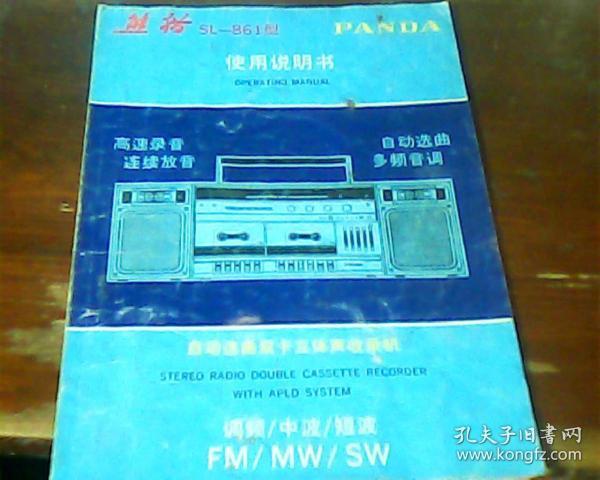 熊猫 SL-861型 PANDA
使用说明书
OPERATING MANUAL
高速录音 自动选曲
连续放音 多频音调
自动选曲双卡立体声收录机
STEREO RADIO DOUBLE CASSETTE RECORDER
WITH APLD SYSTEM
调频/中波/短波
FM/MW/SW
孔夫子旧书网